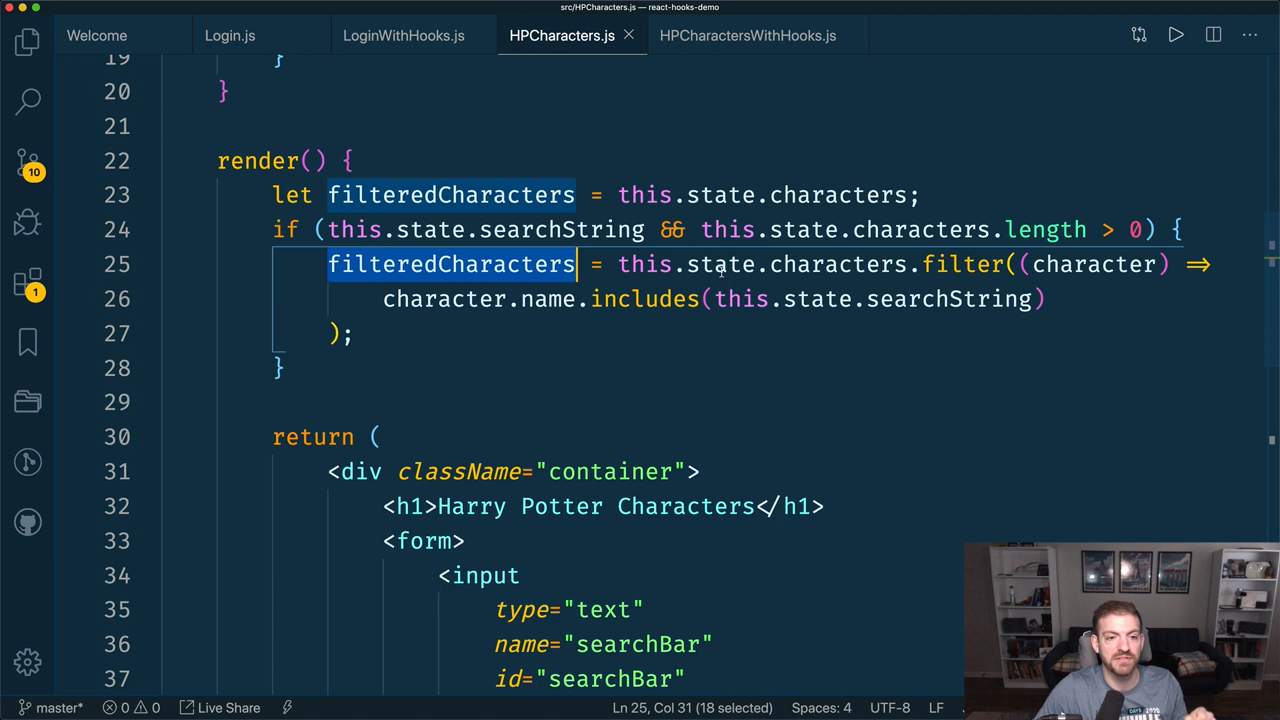 src/HPCharacters.js — react-hooks-demo
Welcome
Login.js
LoginWithHooks.js
HPCharacters.js
HPCharactersWithHooks.js
19 }
20 }
21
22 render() {
23 let filteredCharacters = this.state.characters;
24 if (this.state.searchString && this.state.characters.length > 0) {
25 filteredCharacters = this.state.characters.filter((character) =>
26 character.name.includes(this.state.searchString)
27 );
28 }
29
30 return (
31 <div className="container">
32 <h1>Harry Potter Characters</h1>
33 <form>
34 <input
35 type="text"
36 name="searchBar"
37 id="searchBar"
10
1
master* 0 0 Live Share Ln 25, Col 31 (18 selected) Spaces: 4 UTF-8 LF